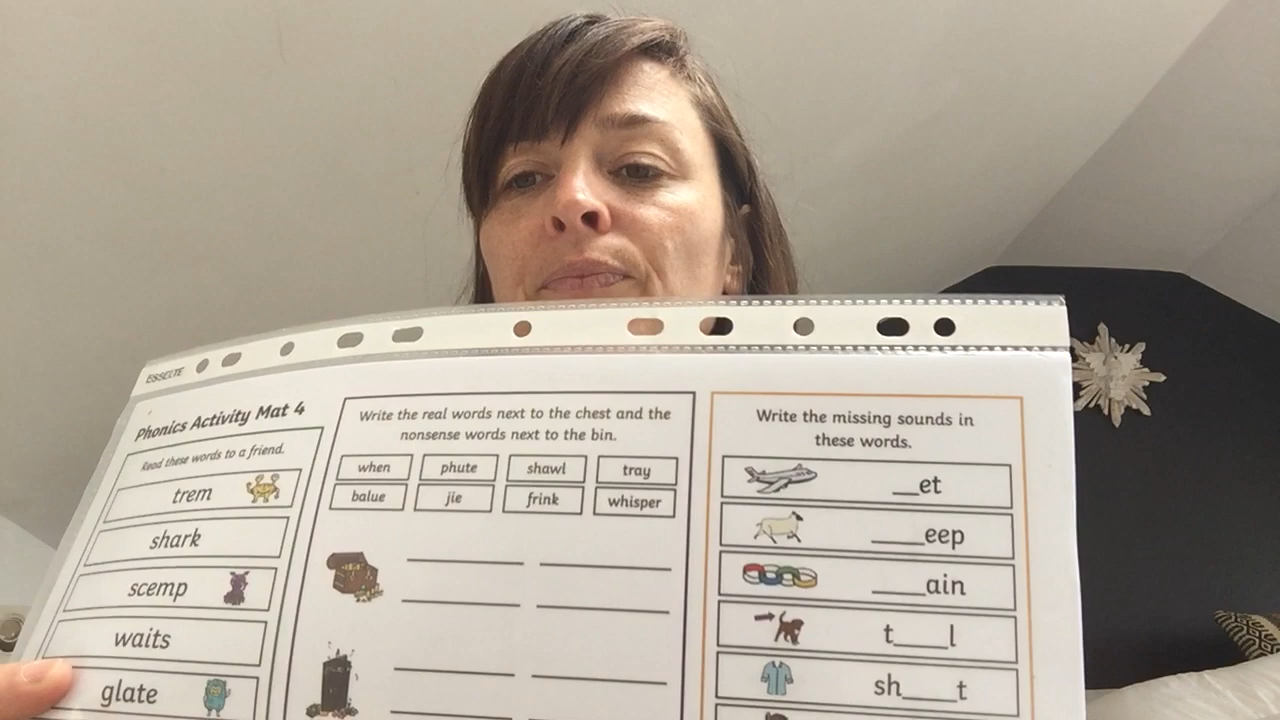 ESSELTE
Phonics Activity Mat 4
Read these words to a friend.
trem
shark
scemp
waits
glate
Write the real words next to the chest and the
nonsense words next to the bin.
when phute shawl tray
balue jie frink whisper
Write the missing sounds in
these words.
__et
____eep
____ain
t____l
sh____t